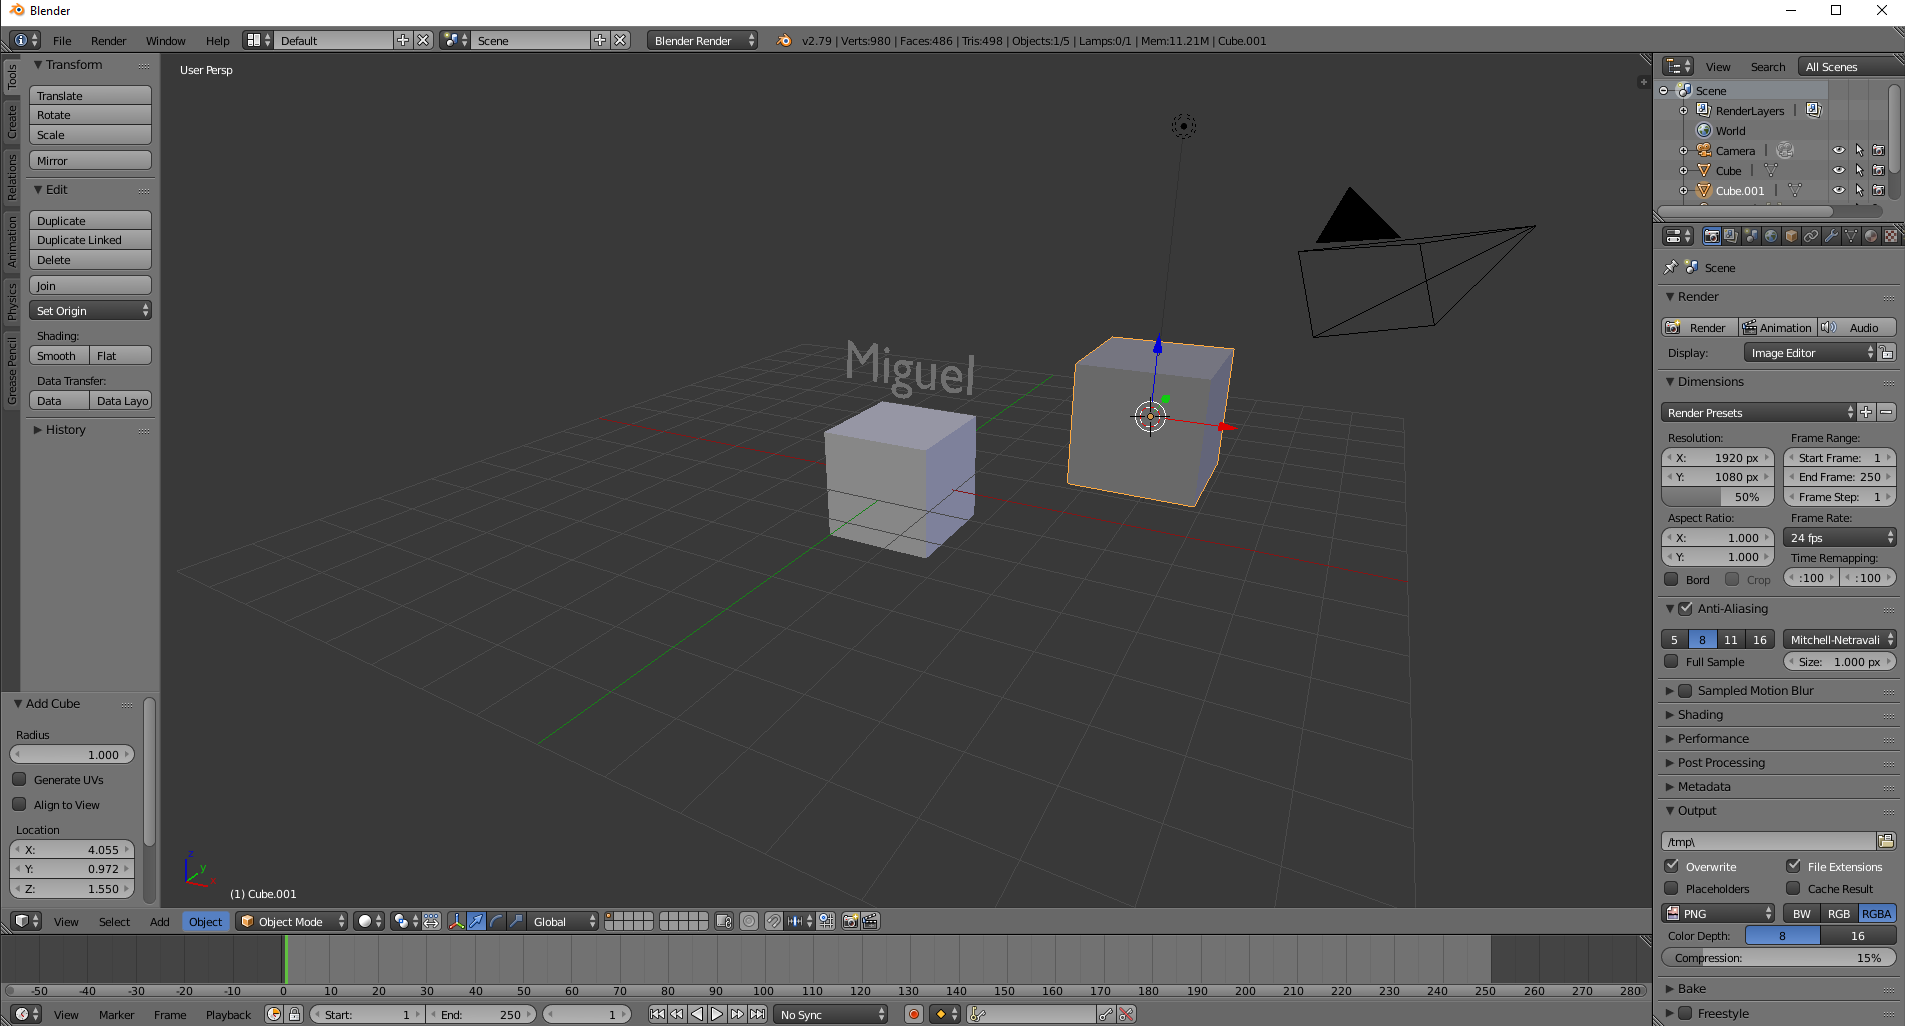 Blender
File Render Window Help Default Scene Blender Render v2.79 | Verts:980 | Faces:486 | Tris:498 | Objects:1/5 | Lamps:0/1 | Mem:11.21M | Cube.001
Tools
Create
Relations
Animation
Physics
Grease Pencil
Transform
Translate
Rotate
Scale
Mirror
Edit
Duplicate
Duplicate Linked
Delete
Join
Set Origin
Shading:
Smooth Flat
Data Transfer:
Data Data Layo
History
Add Cube
Radius
1.000
Generate UVs
Align to View
Location
X: 4.055
Y: 0.972
Z: 1.550
User Persp
Miguel
z
y
x
(1) Cube.001
View Select Add Object Object Mode Global
View Search All Scenes
Scene
RenderLayers |
World
Camera |
Cube |
Cube.001 |
Scene
Render
Render Animation Audio
Display: Image Editor
Dimensions
Render Presets
Resolution: Frame Range:
X: 1920 px Start Frame: 1
Y: 1080 px End Frame: 250
50% Frame Step: 1
Aspect Ratio: Frame Rate:
X: 1.000 24 fps
Y: 1.000 Time Remapping:
Bord Crop :100 :100
Anti-Aliasing
5 8 11 16 Mitchell-Netravali
Full Sample Size: 1.000 px
Sampled Motion Blur
Shading
Performance
Post Processing
Metadata
Output
/tmp\
Overwrite File Extensions
Placeholders Cache Result
PNG BW RGB RGBA
Color Depth: 8 16
Compression: 15%
Bake
Freestyle
-50 -40 -30 -20 -10 0 10 20 30 40 50 60 70 80 90 100 110 120 130 140 150 160 170 180 190 200 210 220 230 240 250 260 270 280
View Marker Frame Playback Start: 1 End: 250 1 No Sync